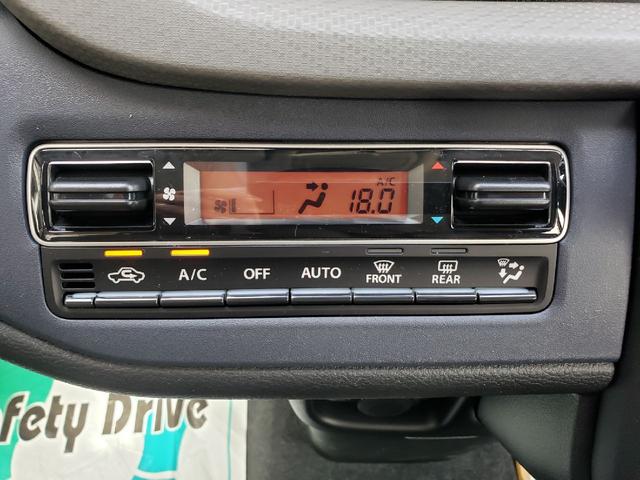 A/C
18.0
A/C OFF AUTO FRONT REAR
fety Drive